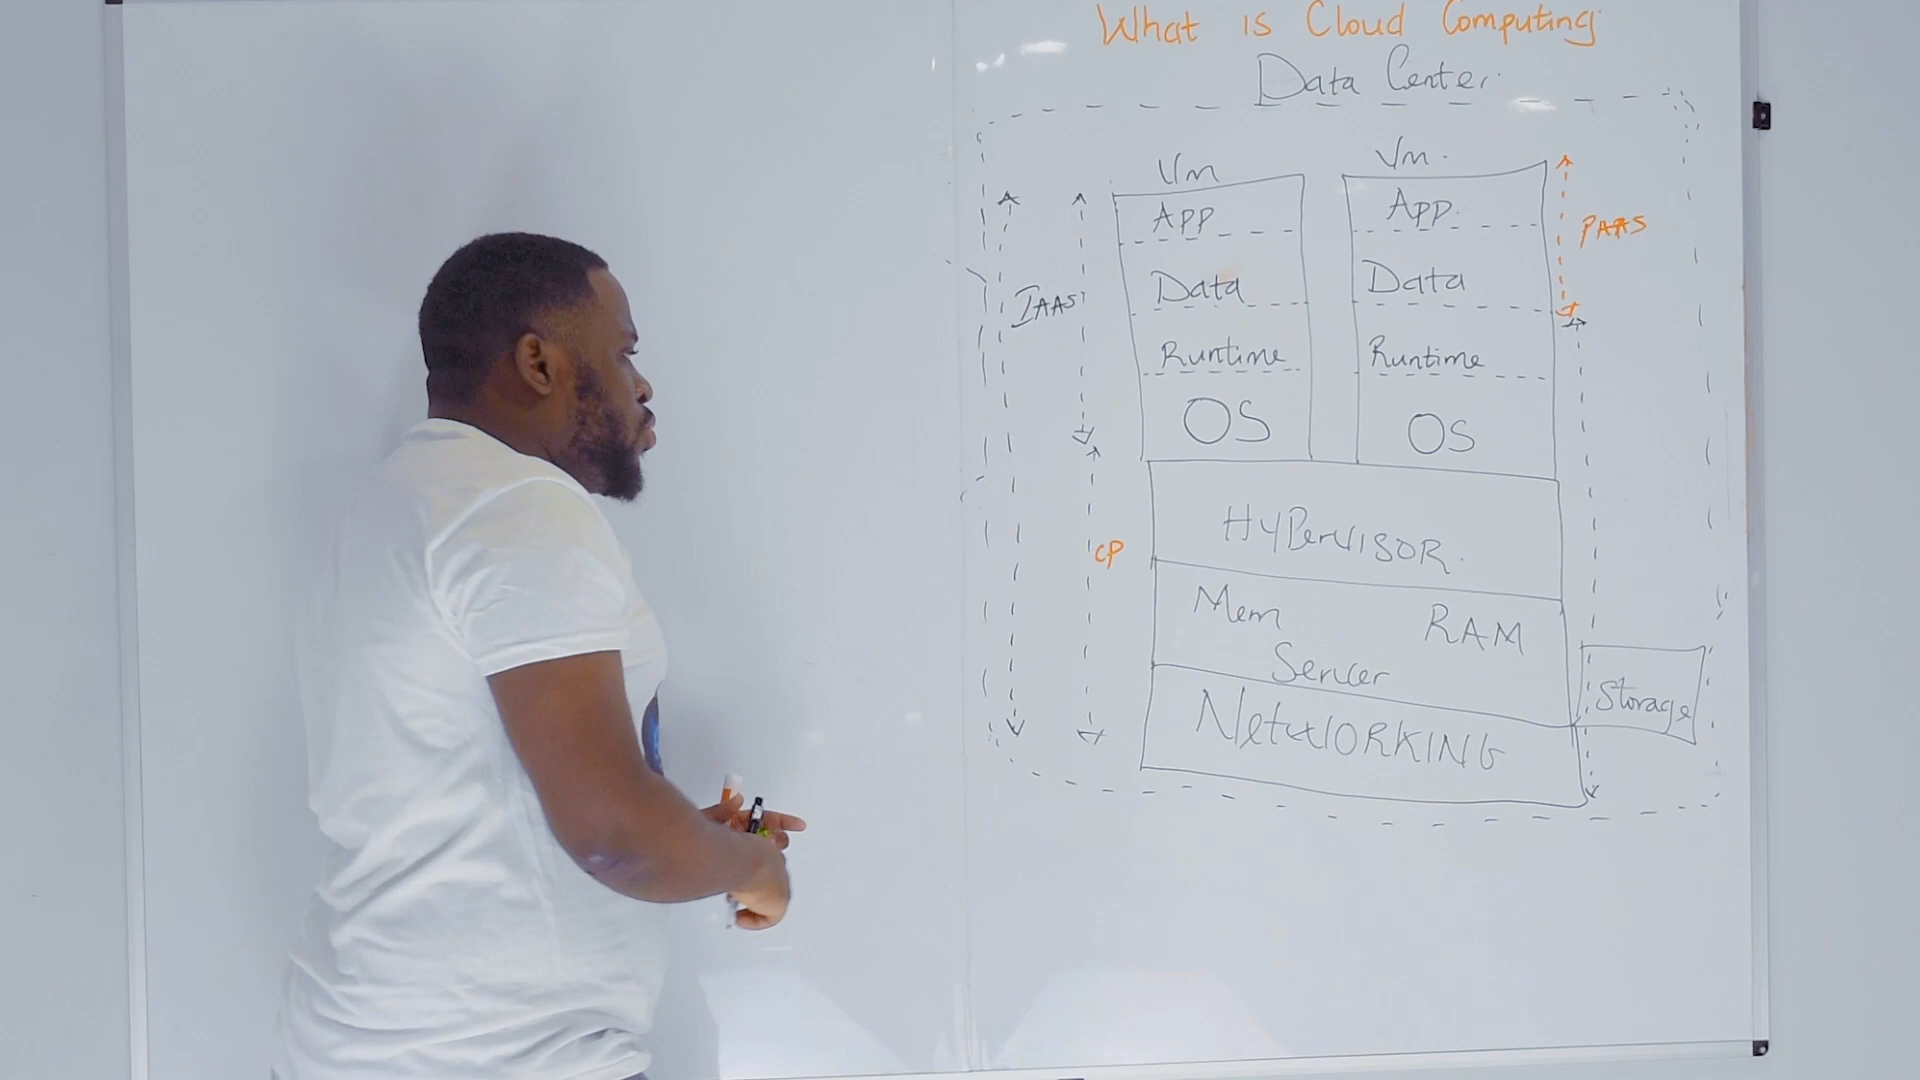 What is Cloud Computing
Data Center.
Vm
Vm.
App
App.
PAAS
Data
Data
IAAS
Runtime
Runtime
OS
OS
HyPerVISOR.
CP
Mem
RAM
Server
Storage
NetwORKING